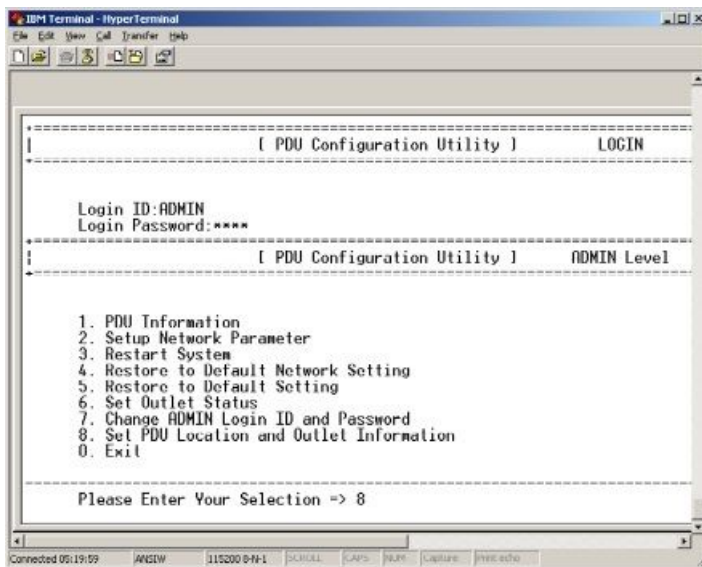 IBM Terminal - HyperTerminal
File Edit View Call Transfer Help
[ PDU Configuration Utility ] LOGIN
Login ID:ADMIN
Login Password:****
[ PDU Configuration Utility ] ADMIN Level
1. PDU Information
2. Setup Network Parameter
3. Restart System
4. Restore to Default Network Setting
5. Restore to Default Setting
6. Set Outlet Status
7. Change ADMIN Login ID and Password
8. Set PDU Location and Outlet Information
0. Exit
Please Enter Your Selection => 8
Connected 05:19:59 ANSIW 115200 8-N-1 SCROLL CAPS NUM Capture Print echo